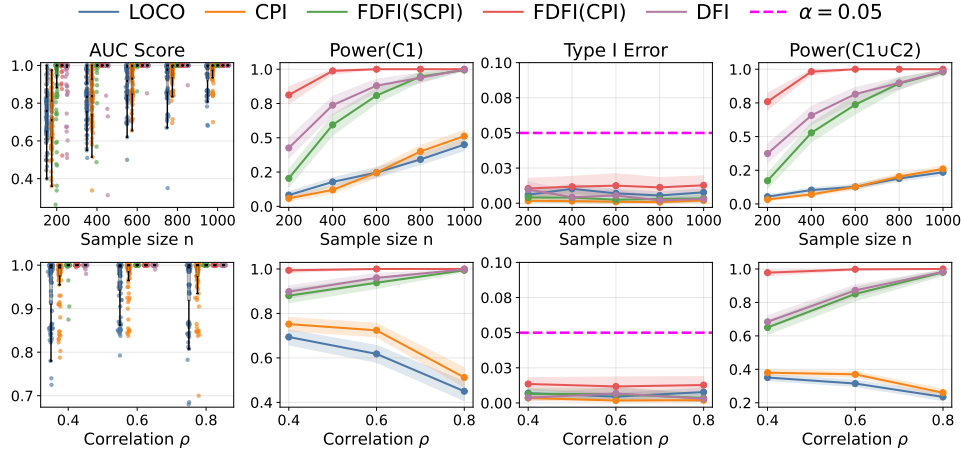 LOCO CPI FDFI(SCPI) FDFI(CPI) DFI α = 0.05
AUC Score Power(C1) Type I Error Power(C1∪C2)
1.0 0.8 0.6 0.4
1.0 0.8 0.5 0.2 0.0
0.10 0.08 0.05 0.03 0.00
1.0 0.8 0.5 0.2 0.0
200 400 600 800 1000
200 400 600 800 1000
200 400 600 800 1000
200 400 600 800 1000
Sample size n Sample size n Sample size n Sample size n
1.0 0.9 0.8 0.7
1.0 0.8 0.6 0.4
0.10 0.08 0.05 0.03 0.00
1.0 0.8 0.6 0.4 0.2
0.4 0.6 0.8
0.4 0.6 0.8
0.4 0.6 0.8
0.4 0.6 0.8
Correlation ρ Correlation ρ Correlation ρ Correlation ρ